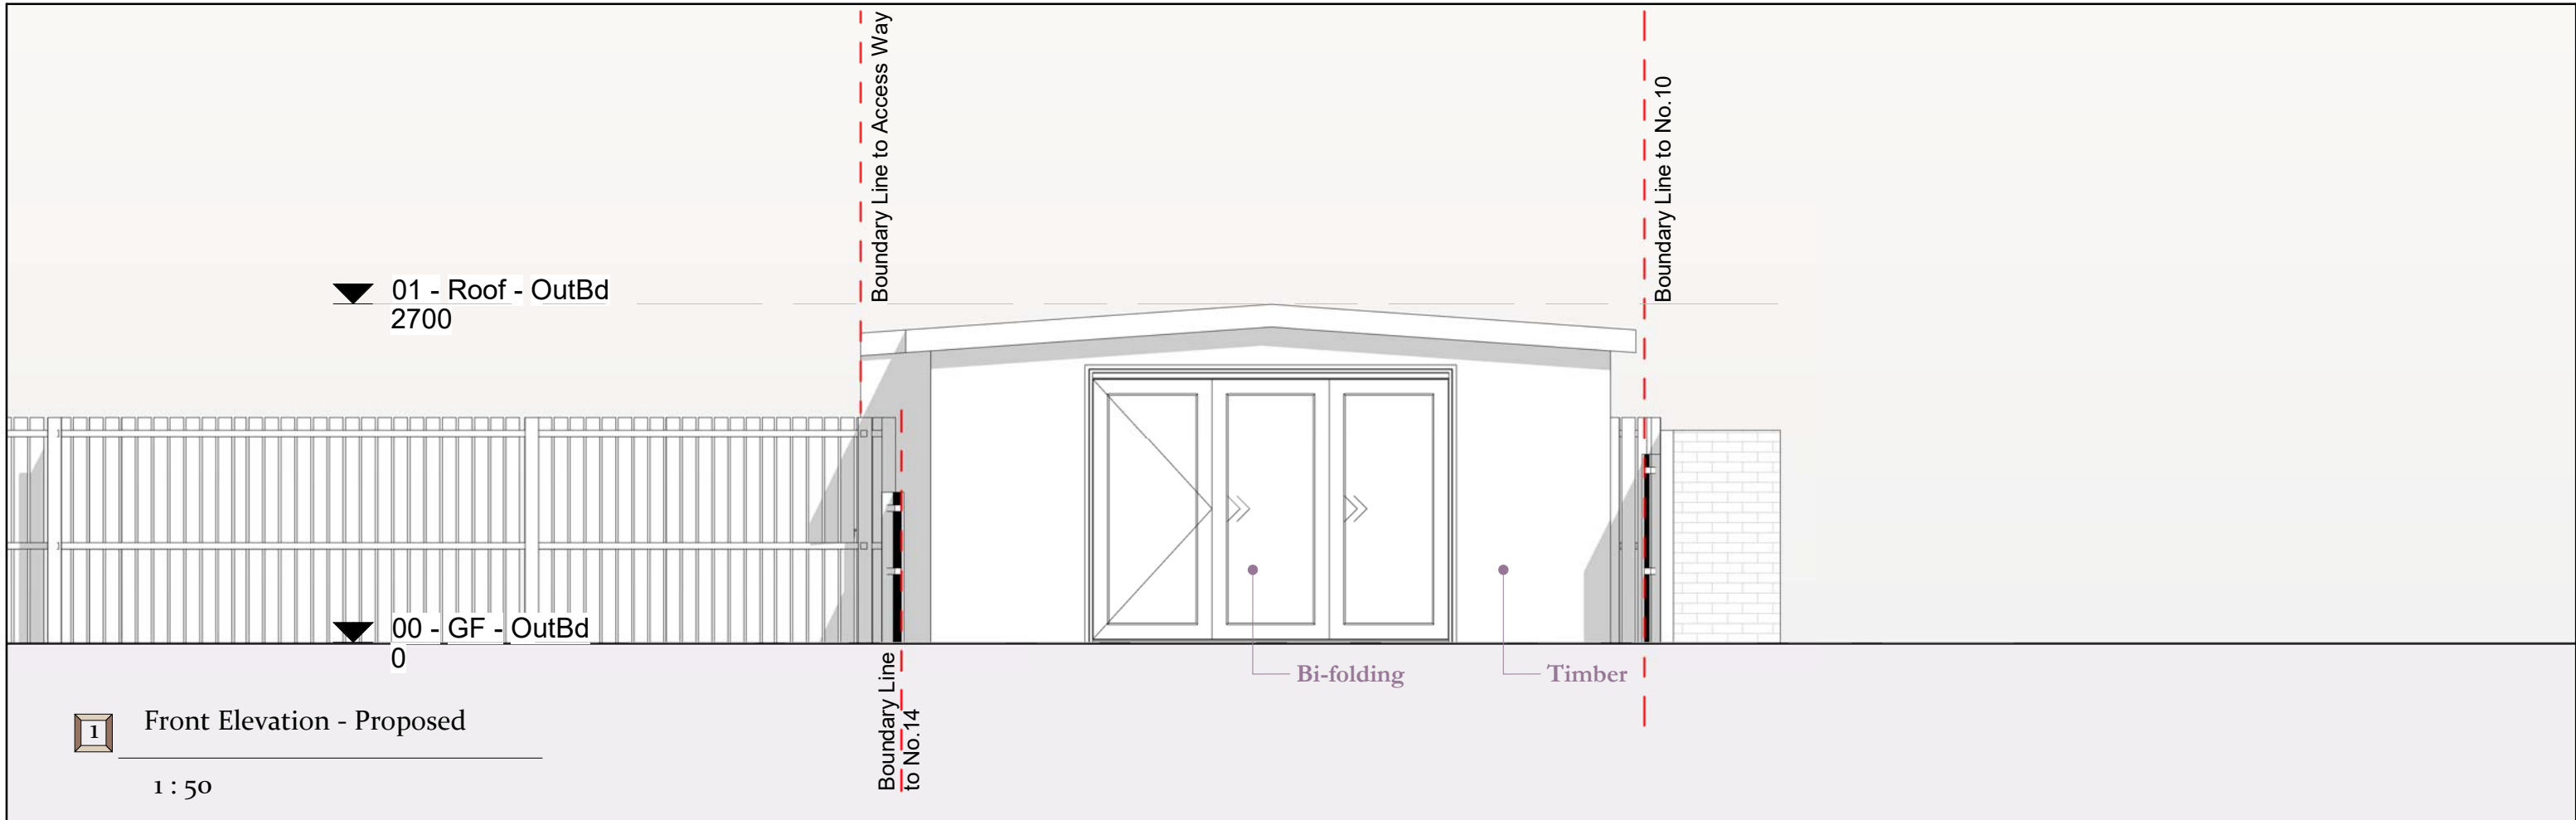 Boundary Line to Access Way
Boundary Line to No.10
01 - Roof - OutBd
2700
00 - GF - OutBd
0
Boundary Line
to No.14
Bi-folding
Timber
1
Front Elevation - Proposed
1 : 50